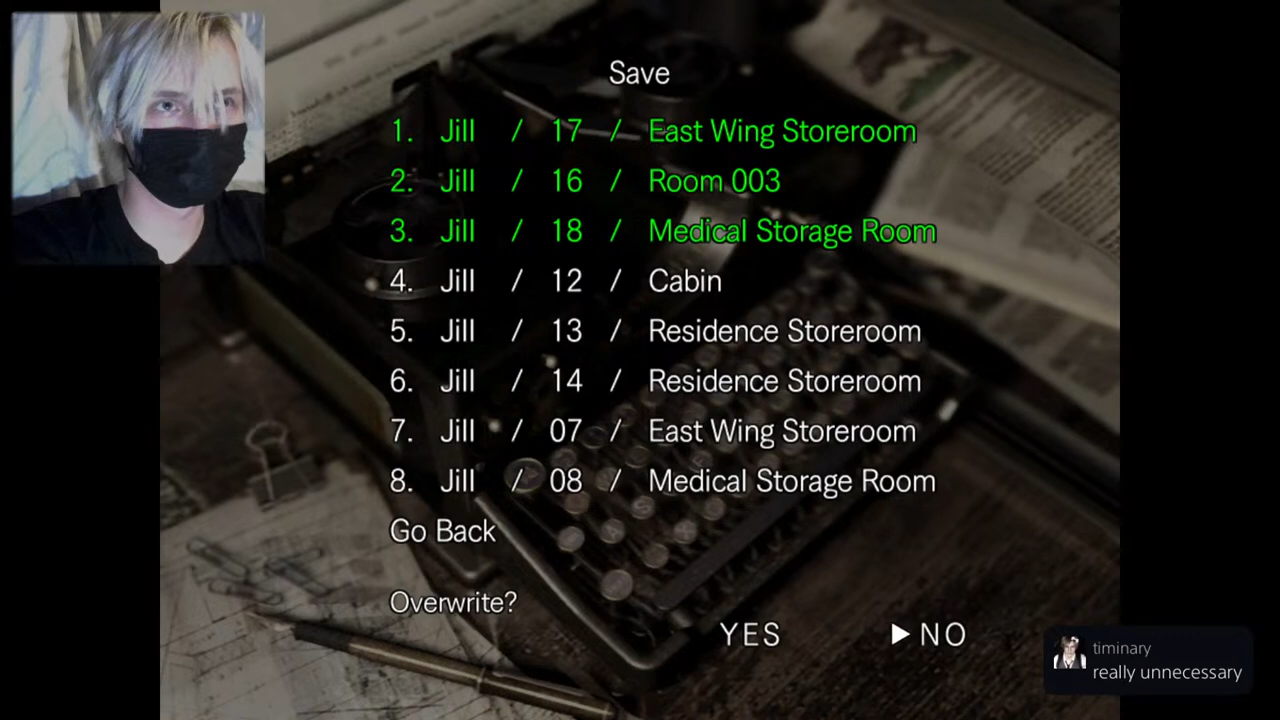 Save
1. Jill / 17 / East Wing Storeroom
2. Jill / 16 / Room 003
3. Jill / 18 / Medical Storage Room
4. Jill / 12 / Cabin
5. Jill / 13 / Residence Storeroom
6. Jill / 14 / Residence Storeroom
7. Jill / 07 / East Wing Storeroom
8. Jill / 08 / Medical Storage Room
Go Back
Overwrite?
YES ▶NO
timinary
really unnecessary